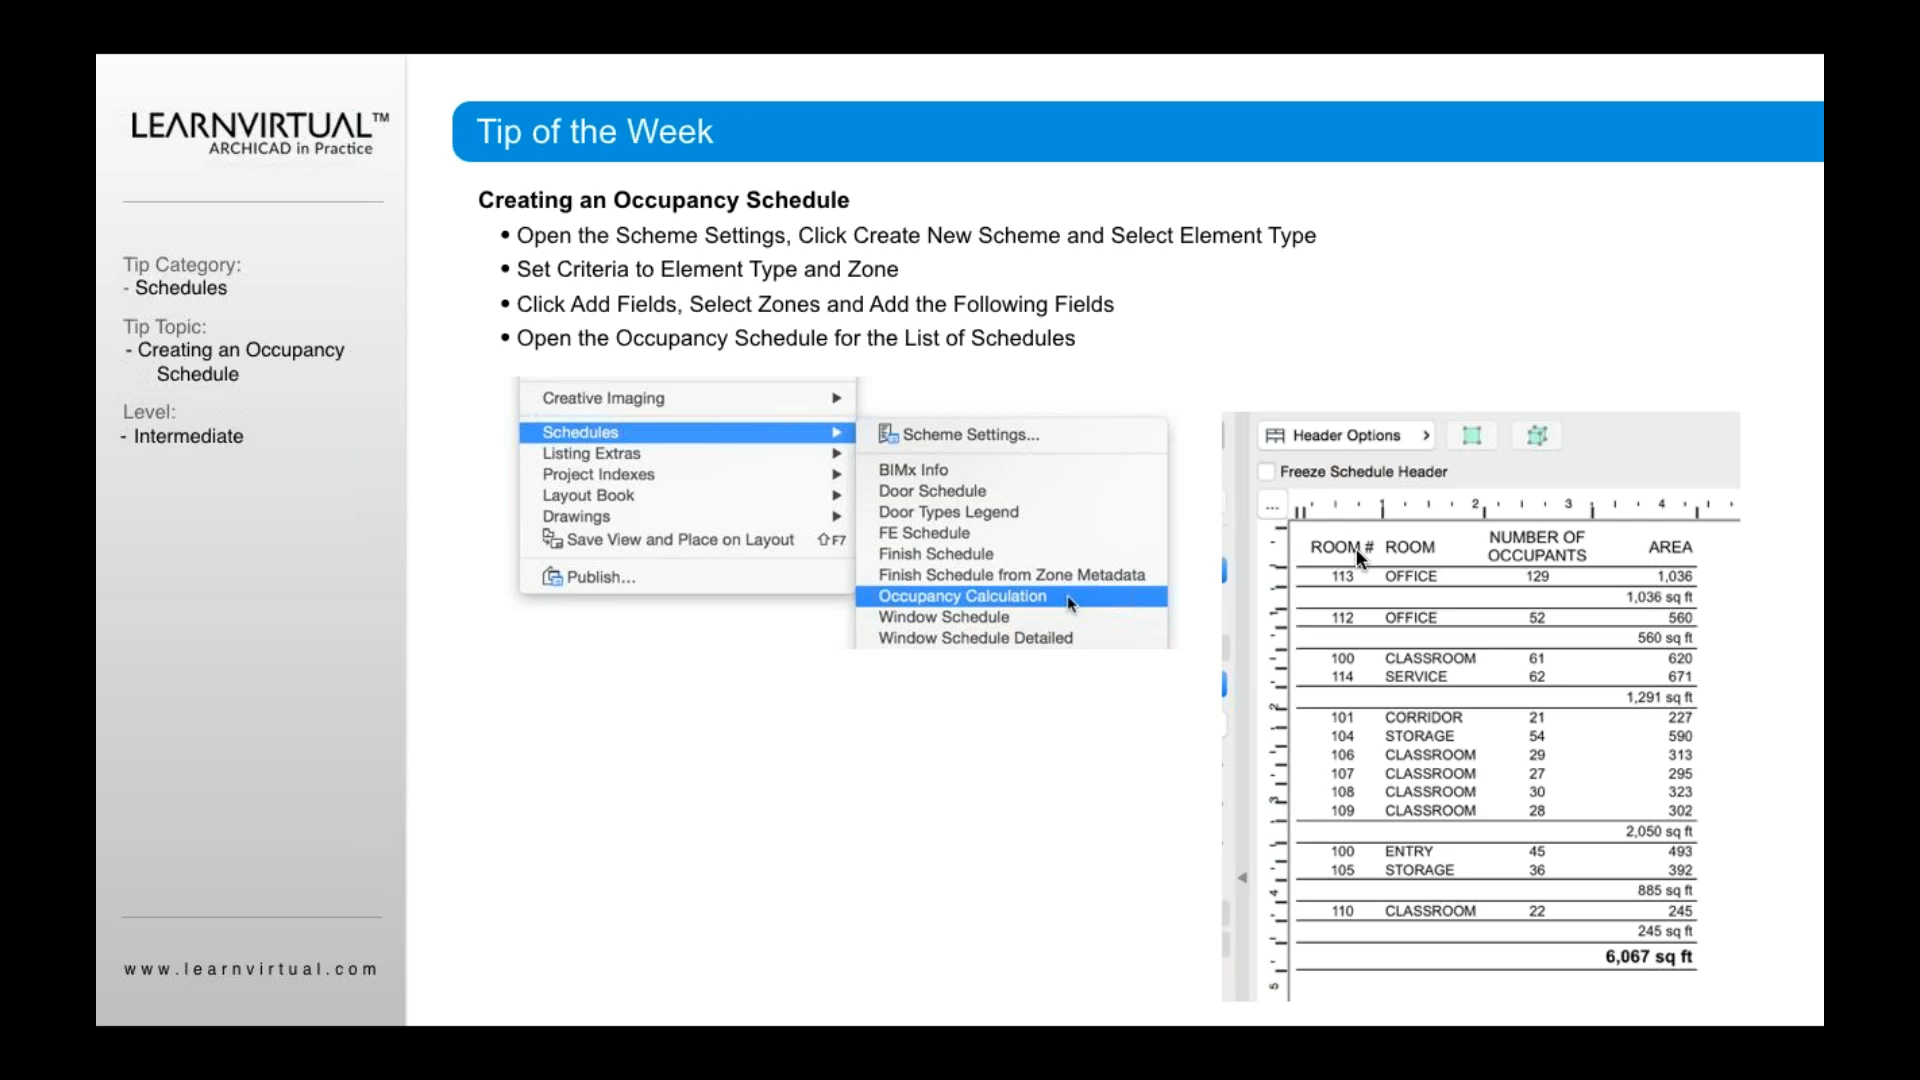 LEARNVIRTUAL™
ARCHICAD in Practice
Tip Category:
- Schedules
Tip Topic:
- Creating an Occupancy
Schedule
Level:
- Intermediate
www.learnvirtual.com
Tip of the Week
Creating an Occupancy Schedule
• Open the Scheme Settings, Click Create New Scheme and Select Element Type
• Set Criteria to Element Type and Zone
• Click Add Fields, Select Zones and Add the Following Fields
• Open the Occupancy Schedule for the List of Schedules
Creative Imaging
Schedules
Listing Extras
Project Indexes
Layout Book
Drawings
Save View and Place on Layout ⇧F7
Publish...
Scheme Settings...
BIMx Info
Door Schedule
Door Types Legend
FE Schedule
Finish Schedule
Finish Schedule from Zone Metadata
Occupancy Calculation
Window Schedule
Window Schedule Detailed
Header Options
Freeze Schedule Header
...
1 2 3 4
2
3
4
5
ROOM # ROOM NUMBER OF OCCUPANTS AREA
113 OFFICE 129 1,036
1,036 sq ft
112 OFFICE 52 560
560 sq ft
100 CLASSROOM 61 620
114 SERVICE 62 671
1,291 sq ft
101 CORRIDOR 21 227
104 STORAGE 54 590
106 CLASSROOM 29 313
107 CLASSROOM 27 295
108 CLASSROOM 30 323
109 CLASSROOM 28 302
2,050 sq ft
100 ENTRY 45 493
105 STORAGE 36 392
885 sq ft
110 CLASSROOM 22 245
245 sq ft
6,067 sq ft